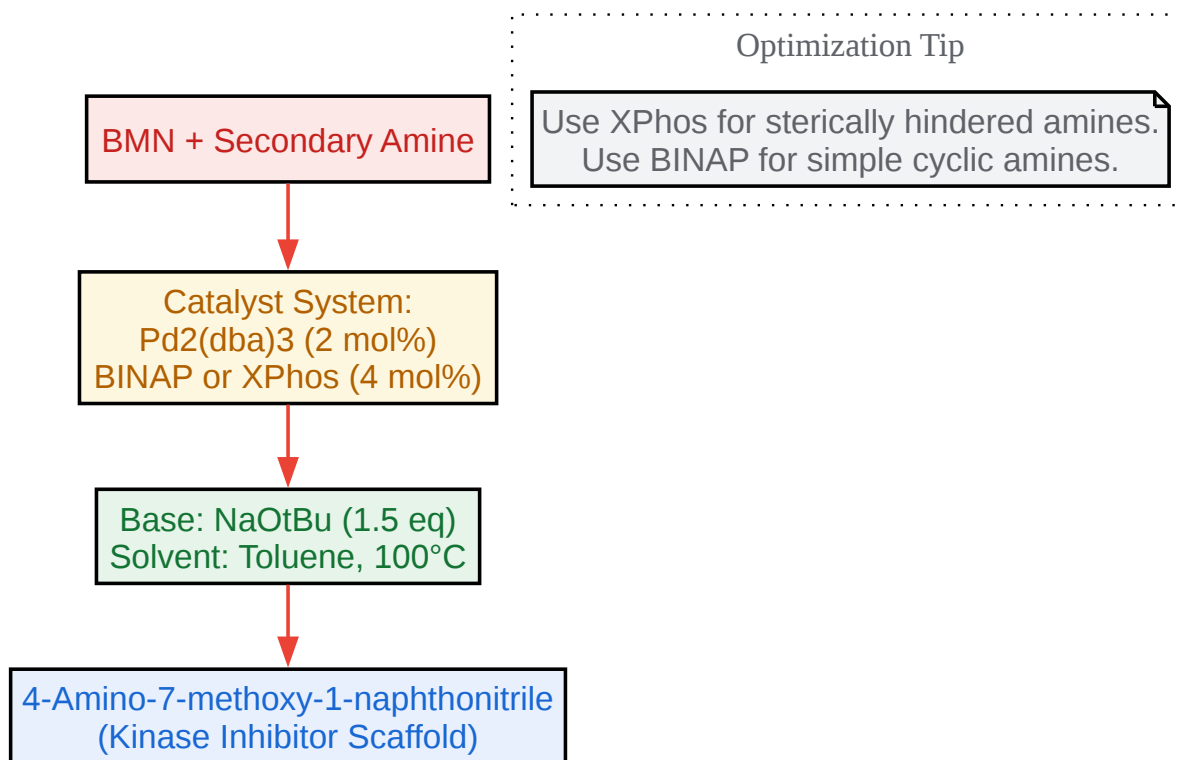 Optimization Tip
Use XPhos for sterically hindered amines.
Use BINAP for simple cyclic amines.
BMN + Secondary Amine
Catalyst System:
Pd2(dba)3 (2 mol%)
BINAP or XPhos (4 mol%)
Base: NaOtBu (1.5 eq)
Solvent: Toluene, 100°C
4-Amino-7-methoxy-1-naphthonitrile
(Kinase Inhibitor Scaffold)